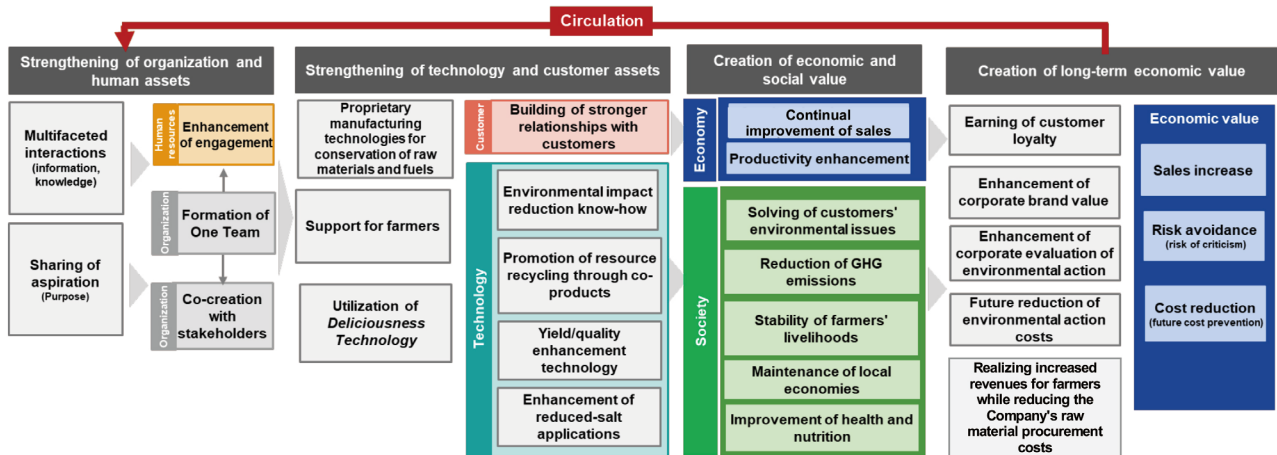 Circulation
Strengthening of organization and
human assets
Multifaceted
interactions
(information,
knowledge)
Sharing of
aspiration
(Purpose)
Human
resources
Enhancement
of engagement
Organization
Formation of
One Team
Organization
Co-creation
with
stakeholders
Strengthening of technology and customer assets
Proprietary
manufacturing
technologies for
conservation of raw
materials and fuels
Support for farmers
Utilization of
Deliciousness
Technology
Customer
Building of stronger
relationships with
customers
Technology
Environmental impact
reduction know-how
Promotion of resource
recycling through co-
products
Yield/quality
enhancement
technology
Enhancement of
reduced-salt
applications
Creation of economic and
social value
Economy
Continual
improvement of sales
Productivity enhancement
Society
Solving of customers'
environmental issues
Reduction of GHG
emissions
Stability of farmers'
livelihoods
Maintenance of local
economies
Improvement of health and
nutrition
Creation of long-term economic value
Earning of customer
loyalty
Enhancement of
corporate brand value
Enhancement of
corporate evaluation of
environmental action
Future reduction of
environmental action
costs
Realizing increased
revenues for farmers
while reducing the
Company's raw
material procurement
costs
Economic value
Sales increase
Risk avoidance
(risk of criticism)
Cost reduction
(future cost prevention)